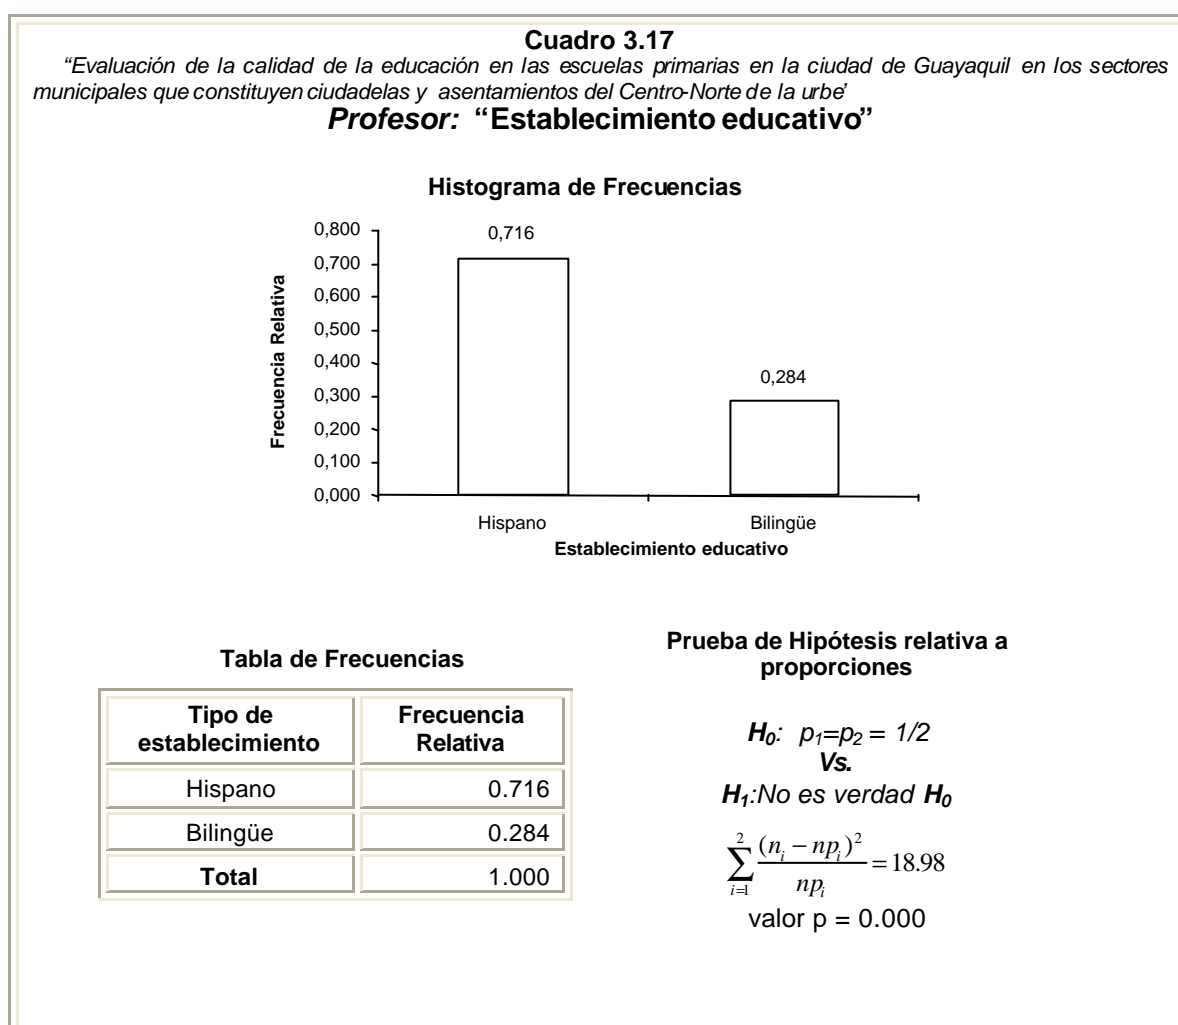 Cuadro 3.17
“Evaluación de la calidad de la educación en las escuelas primarias en la ciudad de Guayaquil en los sectores
municipales que constituyen ciudadelas y asentamientos del Centro-Norte de la urbe”
Profesor: “Establecimiento educativo”
Histograma de Frecuencias
Frecuencia Relativa
0,800
0,700
0,600
0,500
0,400
0,300
0,200
0,100
0,000
0,716
0,284
Hispano Bilingüe
Establecimiento educativo
Tabla de Frecuencias
Tipo de establecimiento Frecuencia Relativa
Hispano 0.716
Bilingüe 0.284
Total 1.000
Prueba de Hipótesis relativa a
proporciones
H₀: p₁=p₂ = 1/2
Vs.
H₁:No es verdad H₀
∑_{i=1}^{2} (nᵢ − npᵢ)² / npᵢ = 18.98
valor p = 0.000